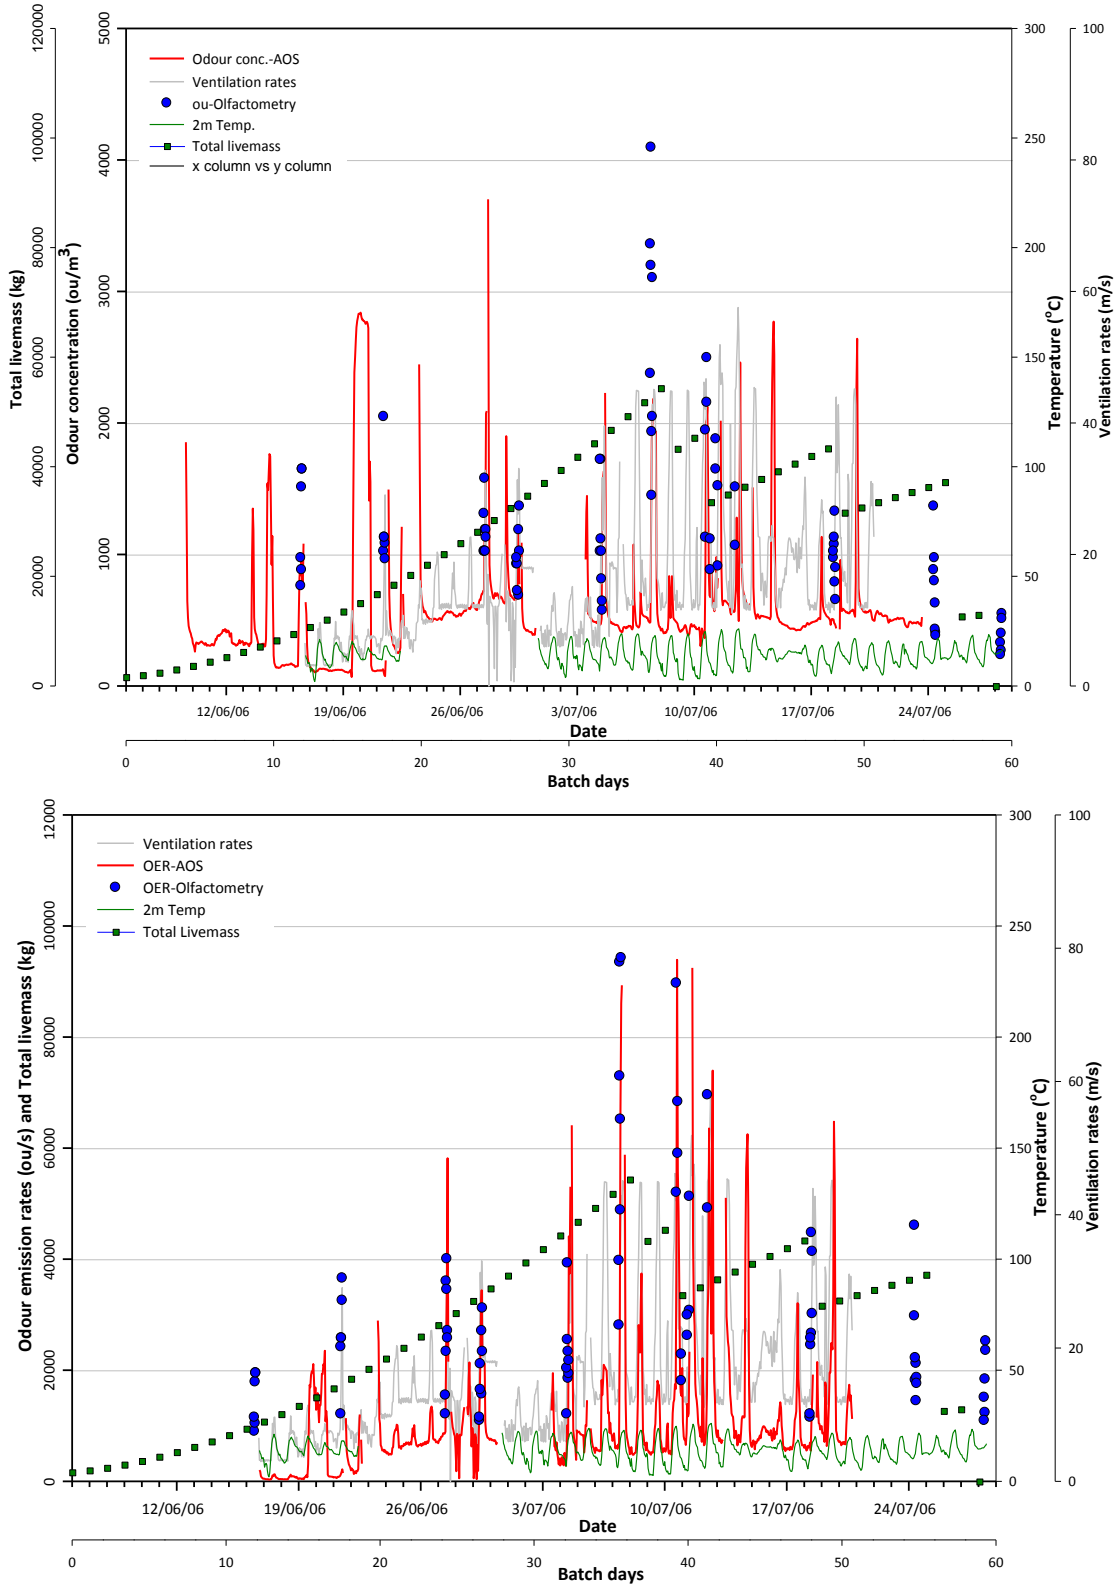 Total livemass (kg)
0
20000
40000
60000
80000
100000
120000
Odour concentration (ou/m³)
0
1000
2000
3000
4000
5000
Odour conc.-AOS
Ventilation rates
ou-Olfactometry
2m Temp.
Total livemass
x column vs y column
Temperature (°C)
0
50
100
150
200
250
300
Ventilation rates (m/s)
0
20
40
60
80
100
12/06/06 19/06/06 26/06/06 3/07/06 10/07/06 17/07/06 24/07/06
Date
0 10 20 30 40 50 60
Batch days
Odour emission rates (ou/s) and Total livemass (kg)
0
20000
40000
60000
80000
100000
12000
Ventilation rates
OER-AOS
OER-Olfactometry
2m Temp
Total Livemass
Temperature (°C)
0
50
100
150
200
250
300
Ventilation rates (m/s)
0
20
40
60
80
100
12/06/06 19/06/06 26/06/06 3/07/06 10/07/06 17/07/06 24/07/06
Date
0 10 20 30 40 50 60
Batch days